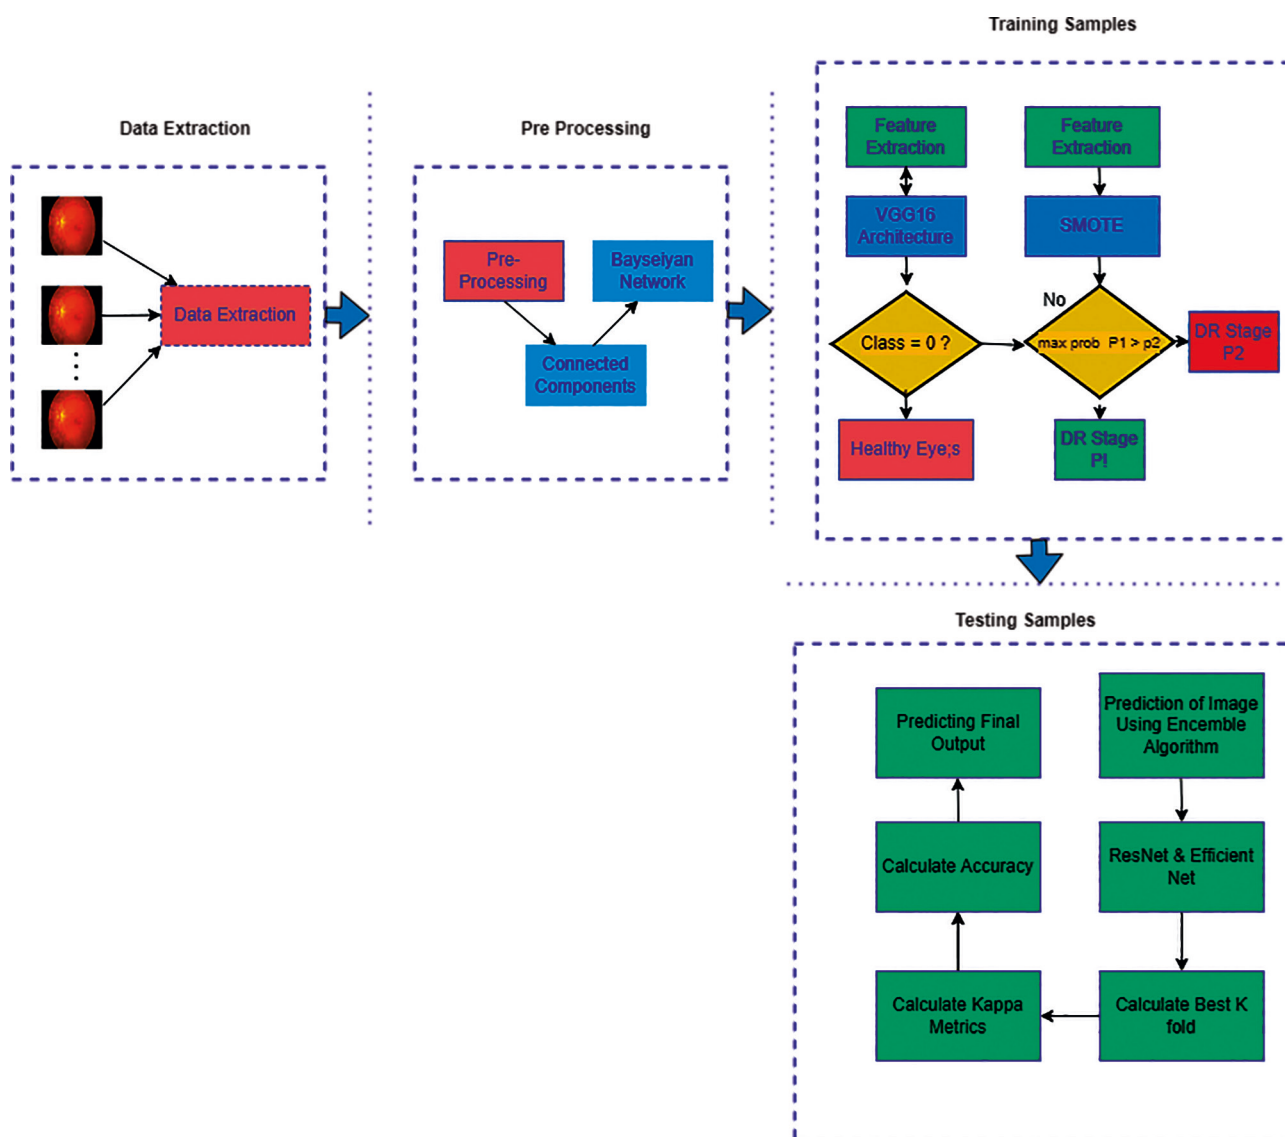 Training Samples
Data Extraction
Pre Processing
Feature
Extraction
Feature
Extraction
VGG16
Architecture
SMOTE
Pre-
Processing
Bayseiyan
Network
Data Extraction
No
Class = 0 ?
max prob P1 > p2
DR Stage
P2
Connected
Components
Healthy Eye;s
DR Stage
P!
Testing Samples
Predicting Final
Output
Prediction of Image
Using Encemble
Algorithm
Calculate Accuracy
ResNet & Efficient
Net
Calculate Kappa
Metrics
Calculate Best K
fold